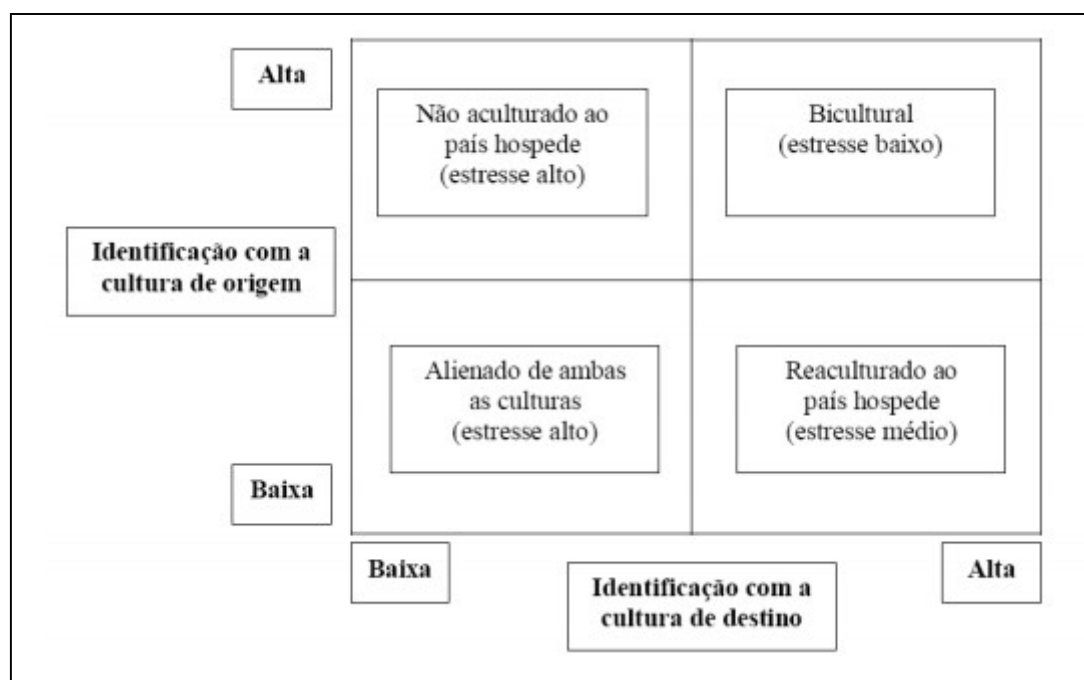 Alta
Não aculturado ao
país hospede
(estresse alto)
Bicultural
(estresse baixo)
Identificação com a
cultura de origem
Alienado de ambas
as culturas
(estresse alto)
Reaculturado ao
país hospede
(estresse médio)
Baixa
Baixa
Identificação com a
cultura de destino
Alta